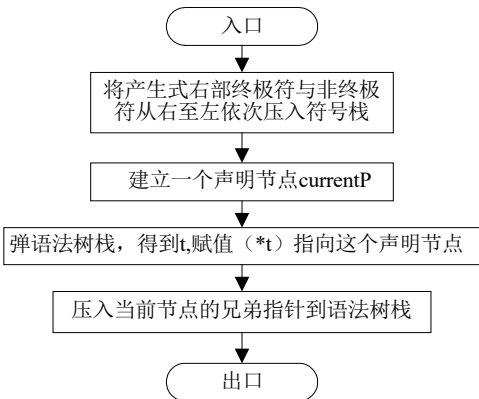 入口
将产生式右部终极符与非终极
符从右至左依次压入符号栈
建立一个声明节点currentP
弹语法树栈，得到t,赋值（*t）指向这个声明节点
压入当前节点的兄弟指针到语法树栈
出口